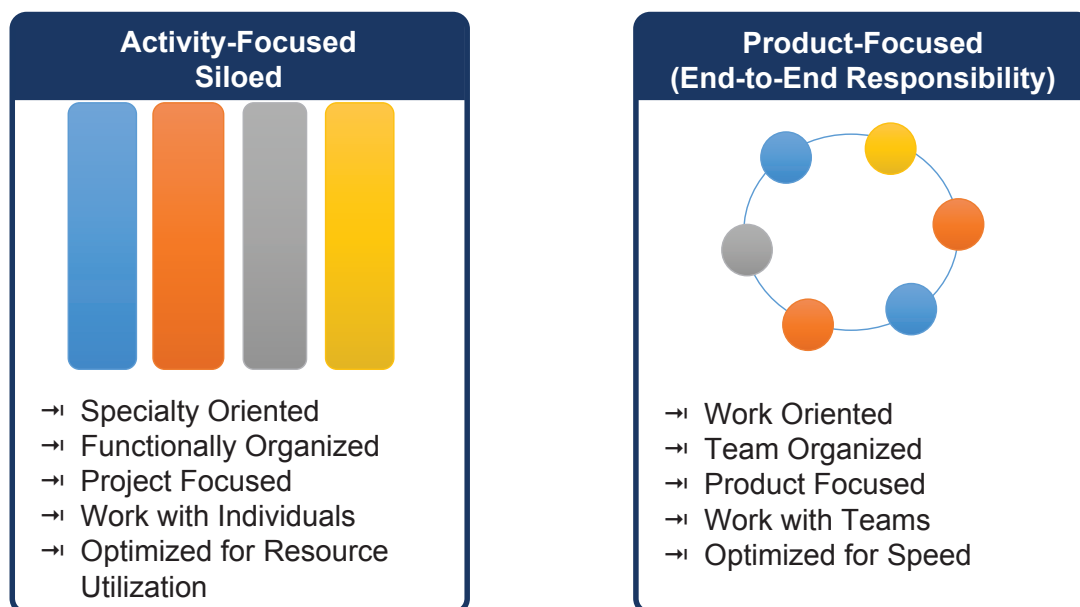 Activity-Focused
Siloed
→ı Specialty Oriented
→ı Functionally Organized
→ı Project Focused
→ı Work with Individuals
→ı Optimized for Resource
Utilization
Product-Focused
(End-to-End Responsibility)
→ı Work Oriented
→ı Team Organized
→ı Product Focused
→ı Work with Teams
→ı Optimized for Speed